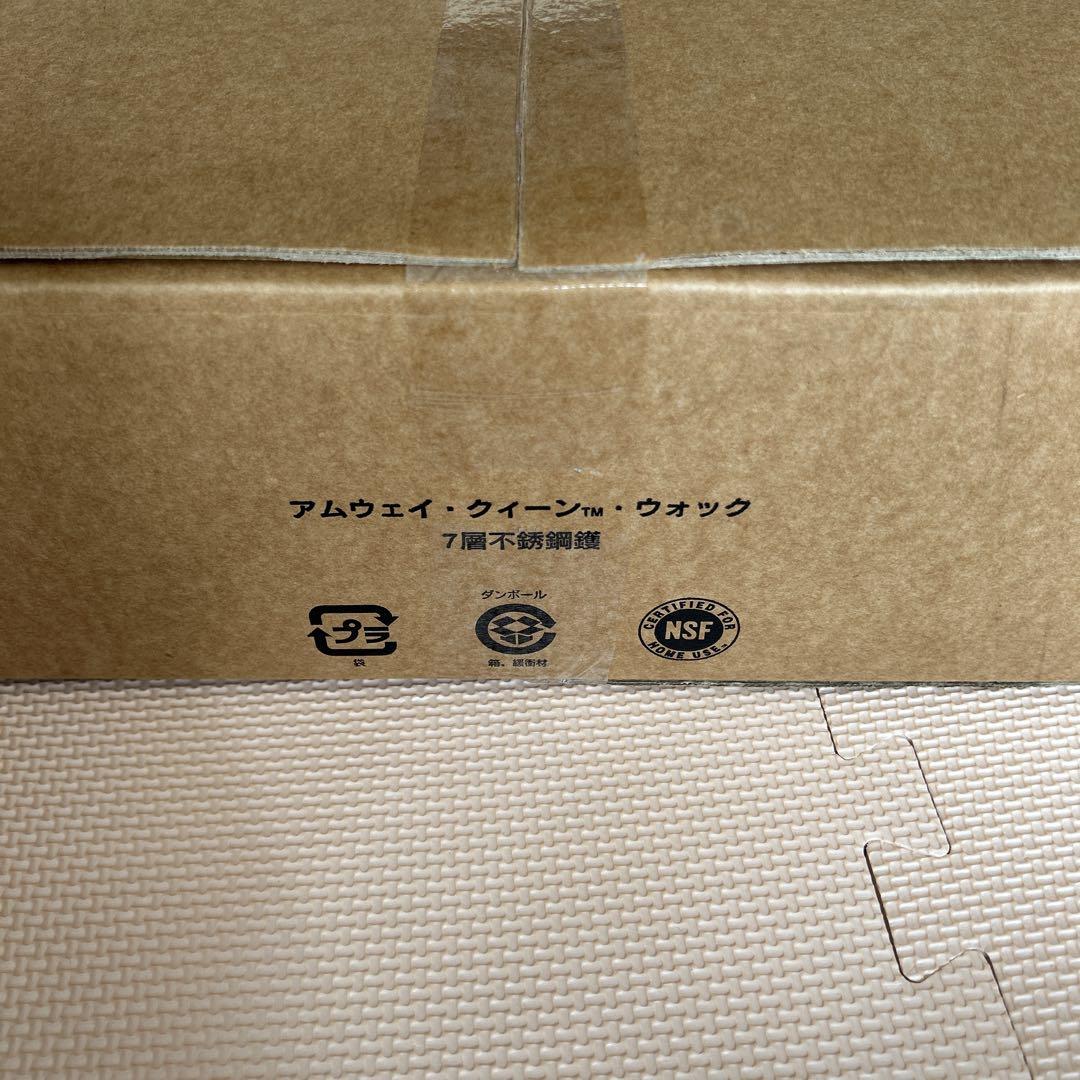 アムウェイ・クィーン™・ウォック
7層不銹鋼鑊
ダンボール
プラ
袋
箱、緩衝材
CERTIFIED FOR
NSF
HOME USE™